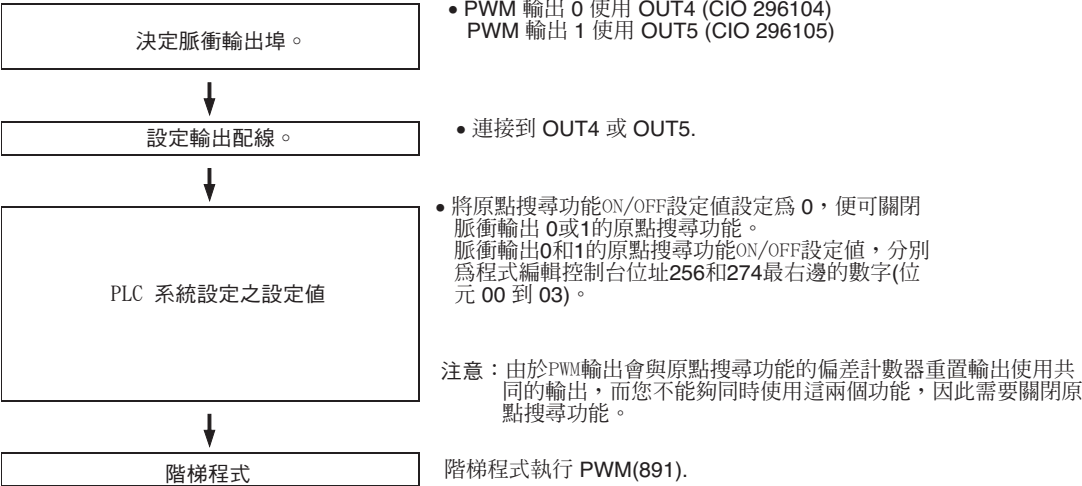 • PWM 輸出 0 使用 OUT4 (CIO 296104)
PWM 輸出 1 使用 OUT5 (CIO 296105)
決定脈衝輸出埠。
設定輸出配線。
• 連接到 OUT4 或 OUT5.
• 將原點搜尋功能ON/OFF設定值設定爲 0，便可關閉
脈衝輸出 0或1的原點搜尋功能。
脈衝輸出0和1的原點搜尋功能ON/OFF設定值，分別
爲程式編輯控制台位址256和274最右邊的數字(位
元 00 到 03)。
PLC 系統設定之設定值
注意：由於PWM輸出會與原點搜尋功能的偏差計數器重置輸出使用共
同的輸出，而您不能夠同時使用這兩個功能，因此需要關閉原
點搜尋功能。
階梯程式
階梯程式執行 PWM(891).